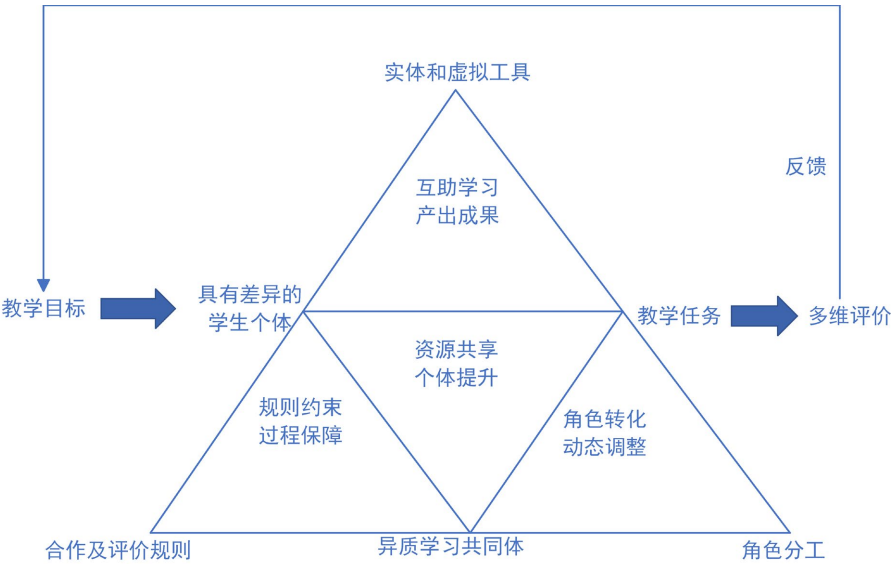 实体和虚拟工具
反馈
互助学习
产出成果
教学目标
具有差异的
学生个体
教学任务
多维评价
资源共享
个体提升
规则约束
过程保障
角色转化
动态调整
合作及评价规则
异质学习共同体
角色分工